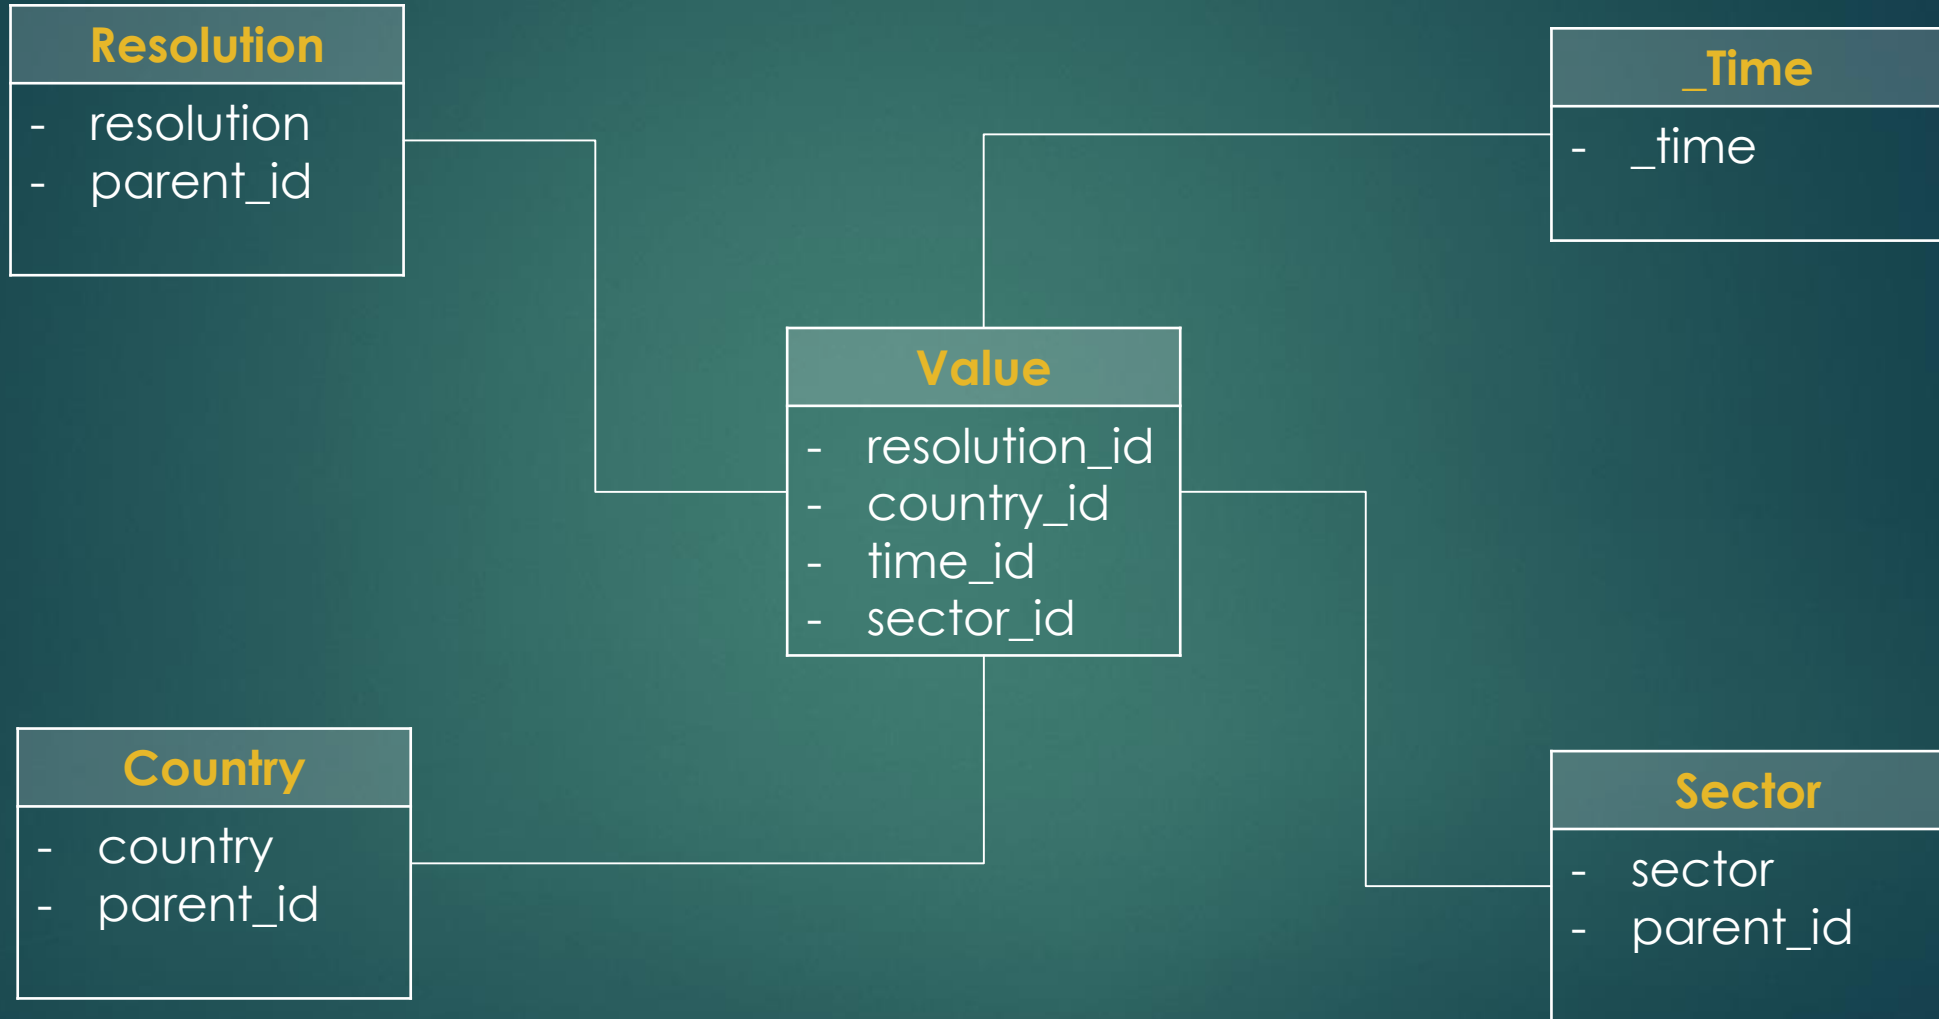 Resolution
- resolution
- parent_id
_Time
- _time
Value
- resolution_id
- country_id
- time_id
- sector_id
Country
- country
- parent_id
Sector
- sector
- parent_id